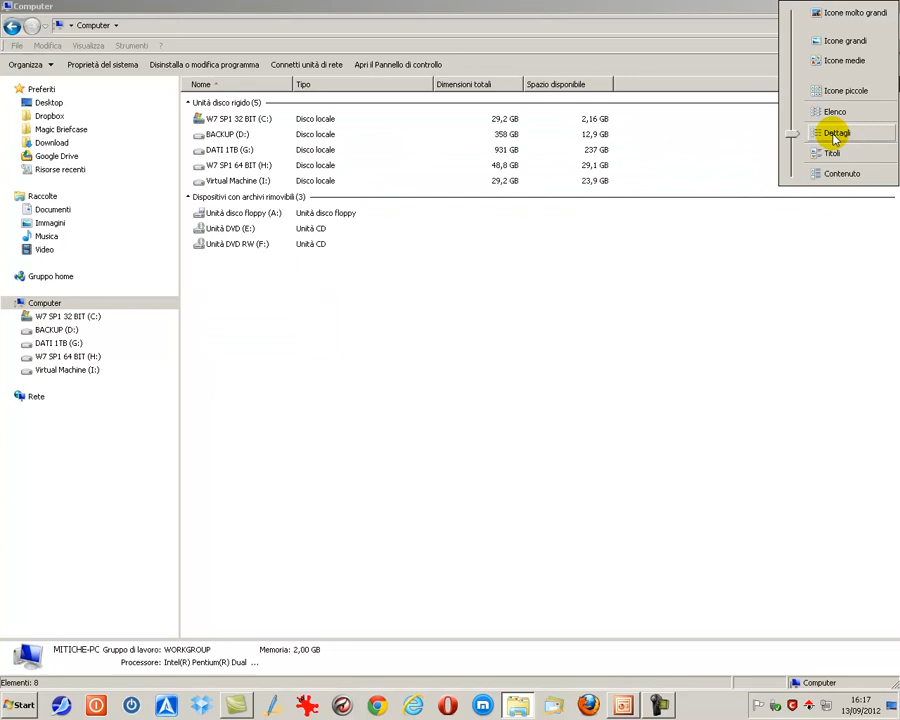 Computer
Computer
File Modifica Visualizza Strumenti ?
Organizza Proprietà del sistema Disinstalla o modifica programma Connetti unità di rete Apri il Pannello di controllo
Icone molto grandi
Icone grandi
Icone medie
Icone piccole
Elenco
Dettagli
Titoli
Contenuto
Preferiti
Desktop
Dropbox
Magic Briefcase
Download
Google Drive
Risorse recenti
Raccolte
Documenti
Immagini
Musica
Video
Gruppo home
Computer
W7 SP1 32 BIT (C:)
BACKUP (D:)
DATI 1TB (G:)
W7 SP1 64 BIT (H:)
Virtual Machine (I:)
Rete
Nome Tipo Dimensioni totali Spazio disponibile
Unità disco rigido (5)
W7 SP1 32 BIT (C:) Disco locale 29,2 GB 2,16 GB
BACKUP (D:) Disco locale 358 GB 12,9 GB
DATI 1TB (G:) Disco locale 931 GB 237 GB
W7 SP1 64 BIT (H:) Disco locale 48,8 GB 29,1 GB
Virtual Machine (I:) Disco locale 29,2 GB 23,9 GB
Dispositivi con archivi rimovibili (3)
Unità disco floppy (A:) Unità disco floppy
Unità DVD (E:) Unità CD
Unità DVD RW (F:) Unità CD
MITICHE-PC Gruppo di lavoro: WORKGROUP Memoria: 2,00 GB
Processore: Intel(R) Pentium(R) Dual ...
Elementi: 8 Computer
Start 16:17
13/09/2012